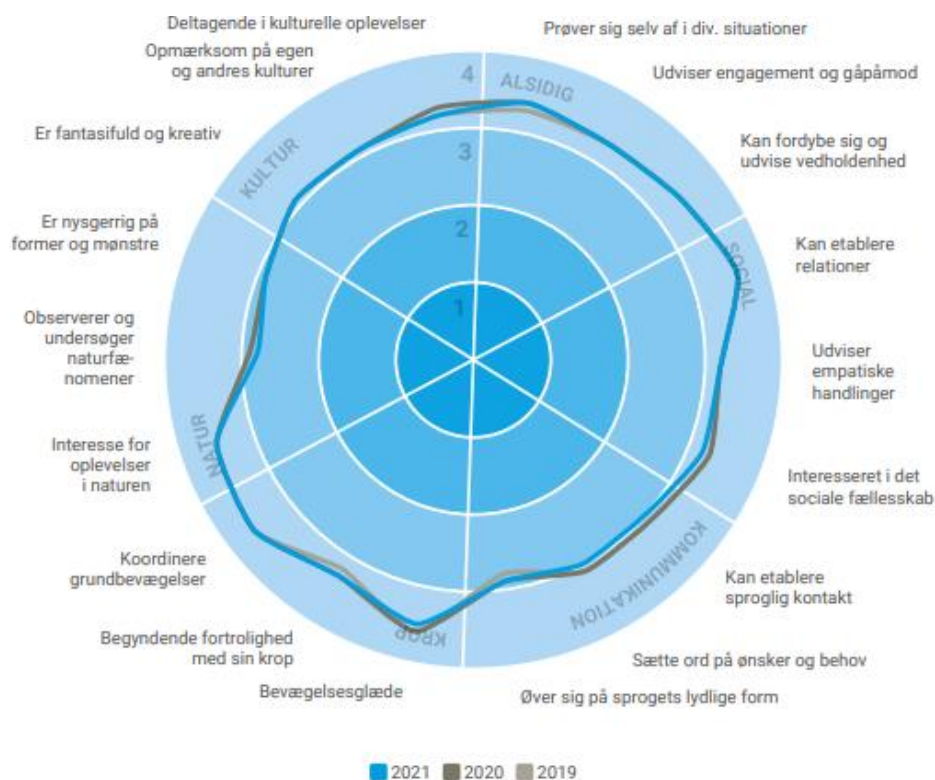 Deltagende i kulturelle oplevelser
Prøver sig selv af i div. situationer
Opmærksom på egen
og andres kulturer
Udviser engagement og gåpåmod
4
ALSIDIG
Er fantasifuld og kreativ
KULTUR
3
Kan fordybe sig og
udvise vedholdenhed
Er nysgerrig på
former og mønstre
2
Kan etablere
relationer
SOCIAL
1
Observerer og
undersøger
naturfæ-
nomener
Udviser
empatiske
handlinger
NATUR
Interesse for
oplevelser
i naturen
Interesseret i det
sociale fællesskab
KOMMUNIKATION
Koordinere
grundbevægelser
Kan etablere
sproglig kontakt
KROP
Begyndende fortrolighed
med sin krop
Sætte ord på ønsker og behov
Bevægelsesglæde
Øver sig på sprogets lydlige form
2021 2020 2019